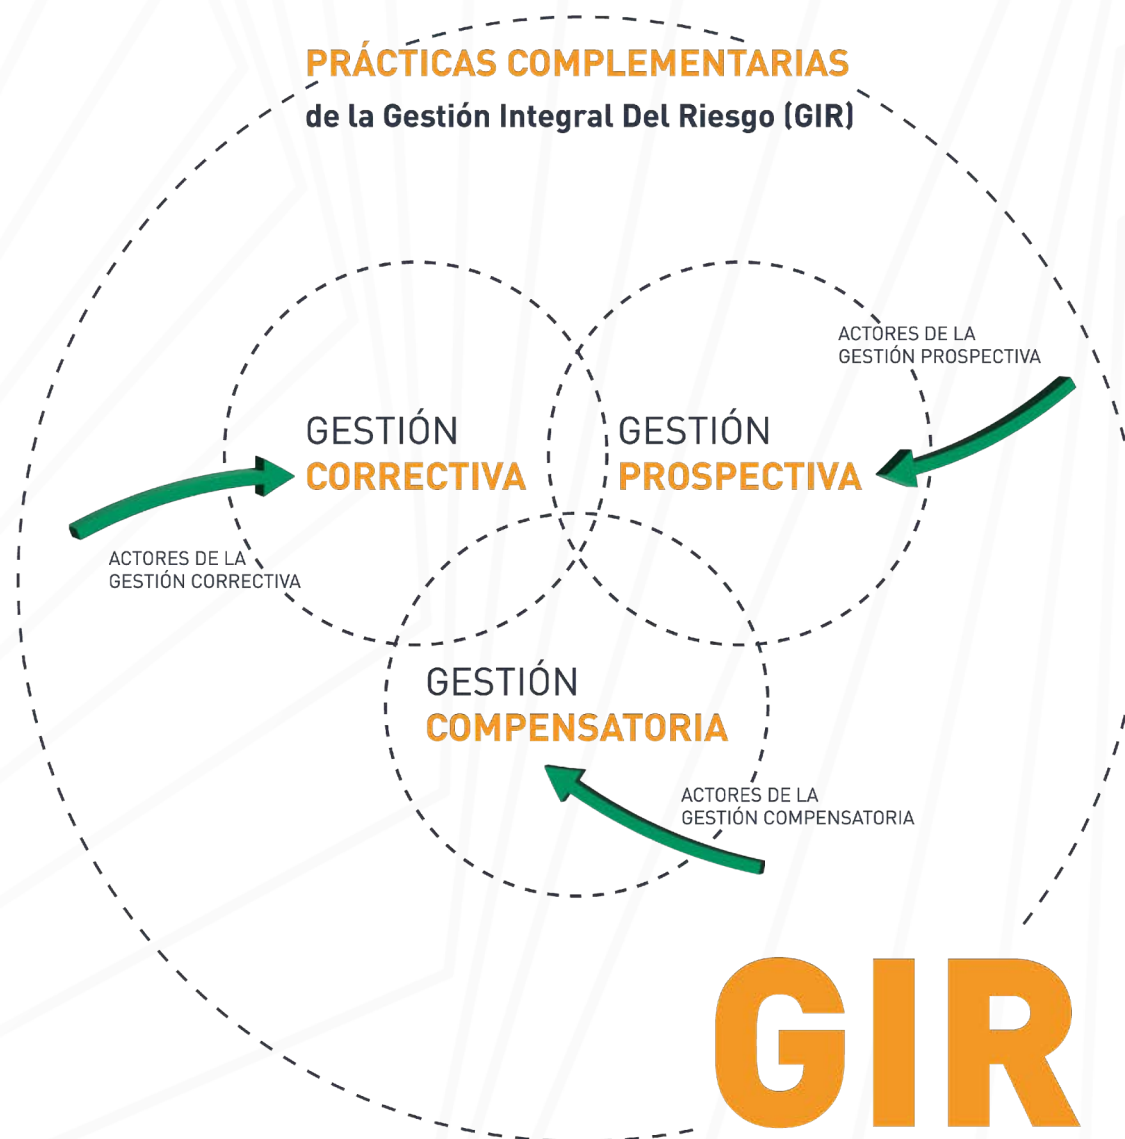 PRÁCTICAS COMPLEMENTARIAS
de la Gestión Integral Del Riesgo (GIR)
ACTORES DE LA
GESTIÓN PROSPECTIVA
GESTIÓN
CORRECTIVA
GESTIÓN
PROSPECTIVA
ACTORES DE LA
GESTIÓN CORRECTIVA
GESTIÓN
COMPENSATORIA
ACTORES DE LA
GESTIÓN COMPENSATORIA
GIR